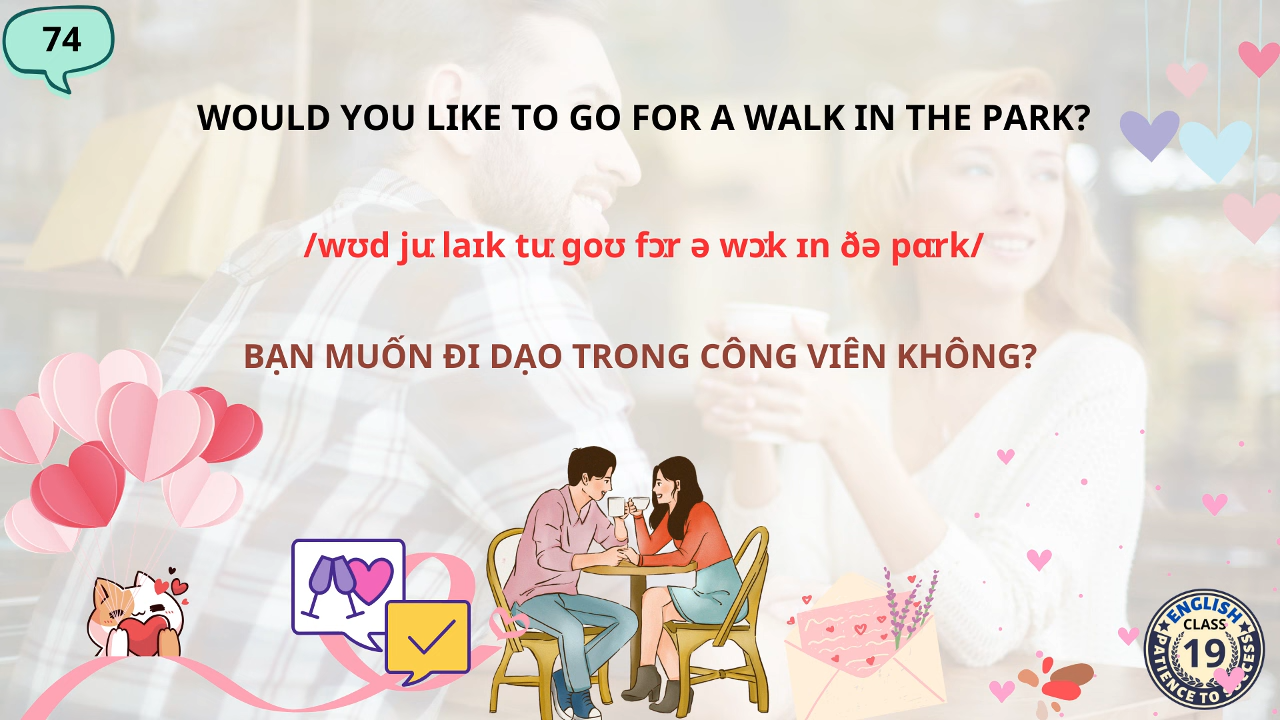 74
WOULD YOU LIKE TO GO FOR A WALK IN THE PARK?
/wʊd juː laɪk tuː goʊ fɔːr ə wɔːk ɪn ðə pɑːrk/
BẠN MUỐN ĐI DẠO TRONG CÔNG VIÊN KHÔNG?
ENGLISH
CLASS
19
PATIENCE TO SUCCESS